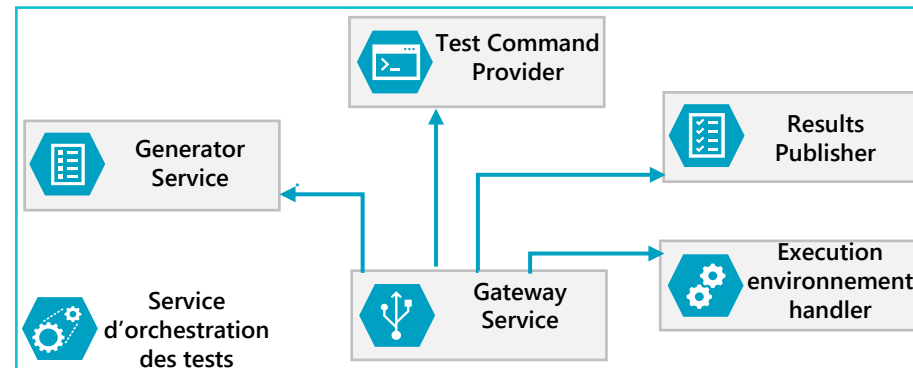 Test Command
Provider
Generator
Service
Results
Publisher
Execution
environnement
handler
Gateway
Service
Service
d'orchestration
des tests